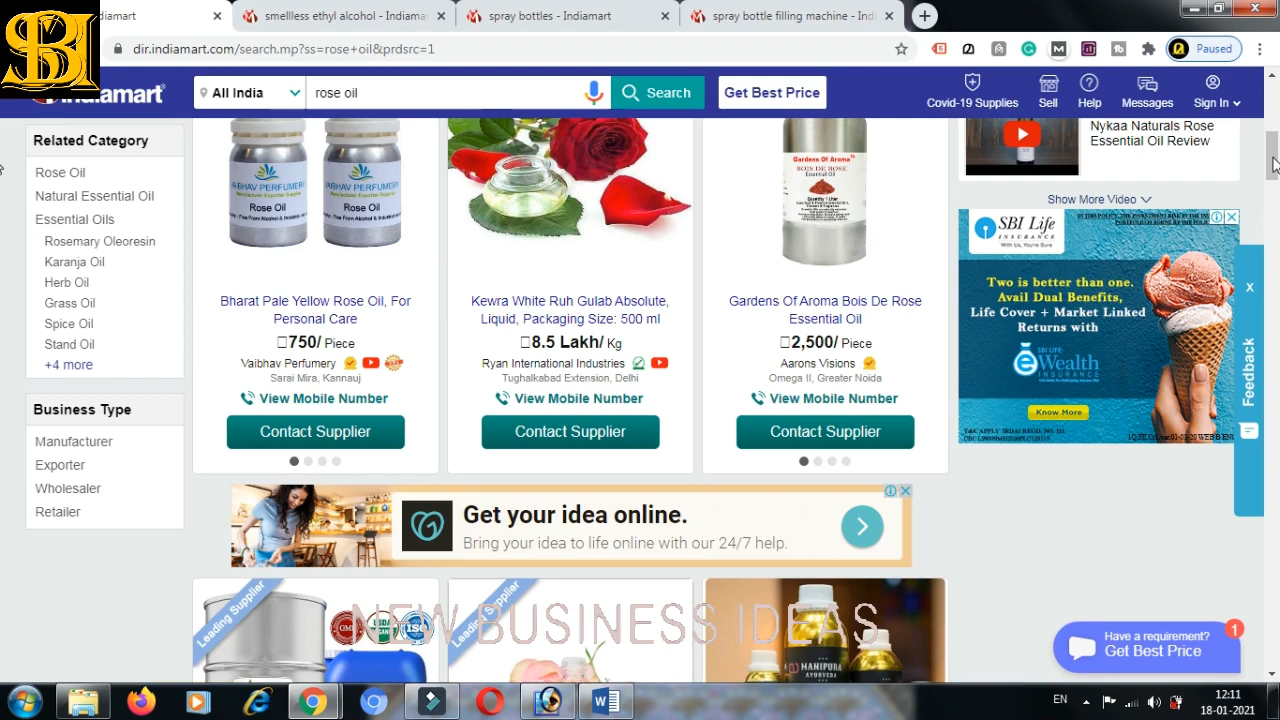 diamart
smellless ethyl alcohol - Indiamar
spray bottles - Indiamart
spray bottle filling machine - Indi
SBI
dir.indiamart.com/search.mp?ss=rose+oil&prdsrc=1
Paused
indiamart
All India
rose oil
Search
Get Best Price
Covid-19 Supplies
Sell
Help
Messages
Sign In
Related Category
Rose Oil
Natural Essential Oil
Essential Oils
Rosemary Oleoresin
Karanja Oil
Herb Oil
Grass Oil
Spice Oil
Stand Oil
+4 more
Business Type
Manufacturer
Exporter
Wholesaler
Retailer
VAIBHAV PERFUMERY
Rose Oil
VAIBHAV PERFUMERY
Rose Oil
Bharat Pale Yellow Rose Oil, For
Personal Care
750/ Piece
Vaibhav Perfumery
Sarai Mira, Kannauj
View Mobile Number
Contact Supplier
Kewra White Ruh Gulab Absolute,
Liquid, Packaging Size: 500 ml
8.5 Lakh/ Kg
Ryan International Industries
Tughalkabad Extension, Delhi
View Mobile Number
Contact Supplier
Gardens Of Aroma
BOIS DE ROSE
Essential Oil
Quantity 1 Liter
Gardens Of Aroma Bois De Rose
Essential Oil
2,500/ Piece
Aarons Visions
Omega II, Greater Noida
View Mobile Number
Contact Supplier
Nykaa Naturals Rose
Essential Oil Review
Show More Video
SBI Life
INSURANCE
With Us, You're Sure
Two is better than one.
Avail Dual Benefits,
Life Cover + Market Linked
Returns with
SBI LIFE
eWealth
INSURANCE
Know More
x
Feedback
Get your idea online.
Bring your idea to life online with our 24/7 help.
Leading Supplier
GMP
USDA
ISO
Leading Supplier
MANIPURA
AYURVEDA
NEW BUSINESS IDEAS
Have a requirement?
Get Best Price
1
EN
12:11
18-01-2021